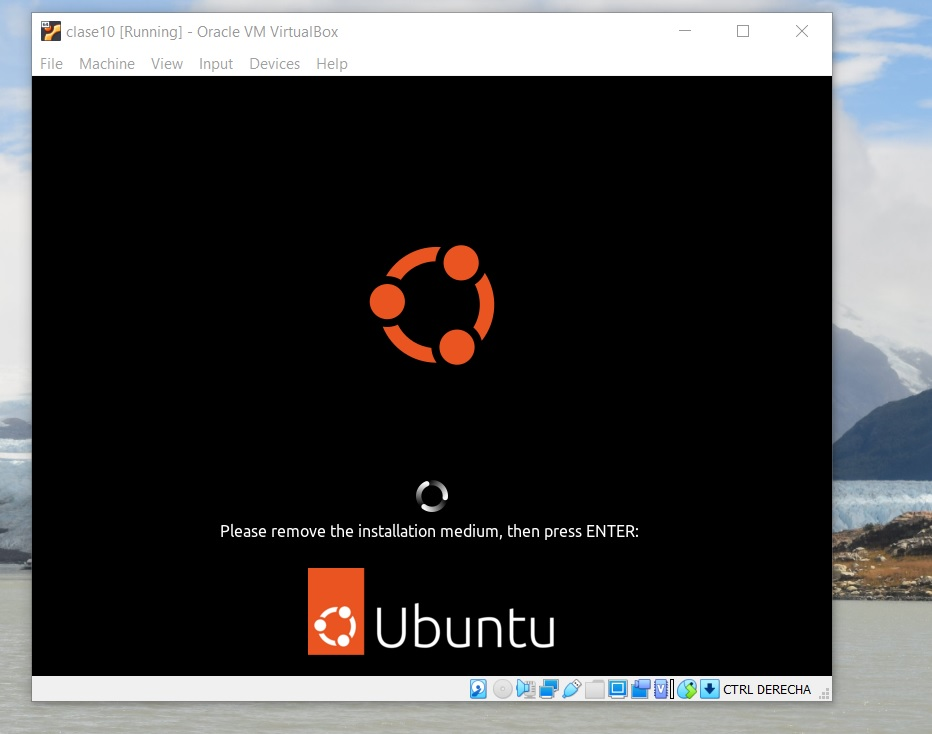 clase10 [Running] - Oracle VM VirtualBox
File Machine View Input Devices Help
Please remove the installation medium, then press ENTER:
Ubuntu
CTRL DERECHA